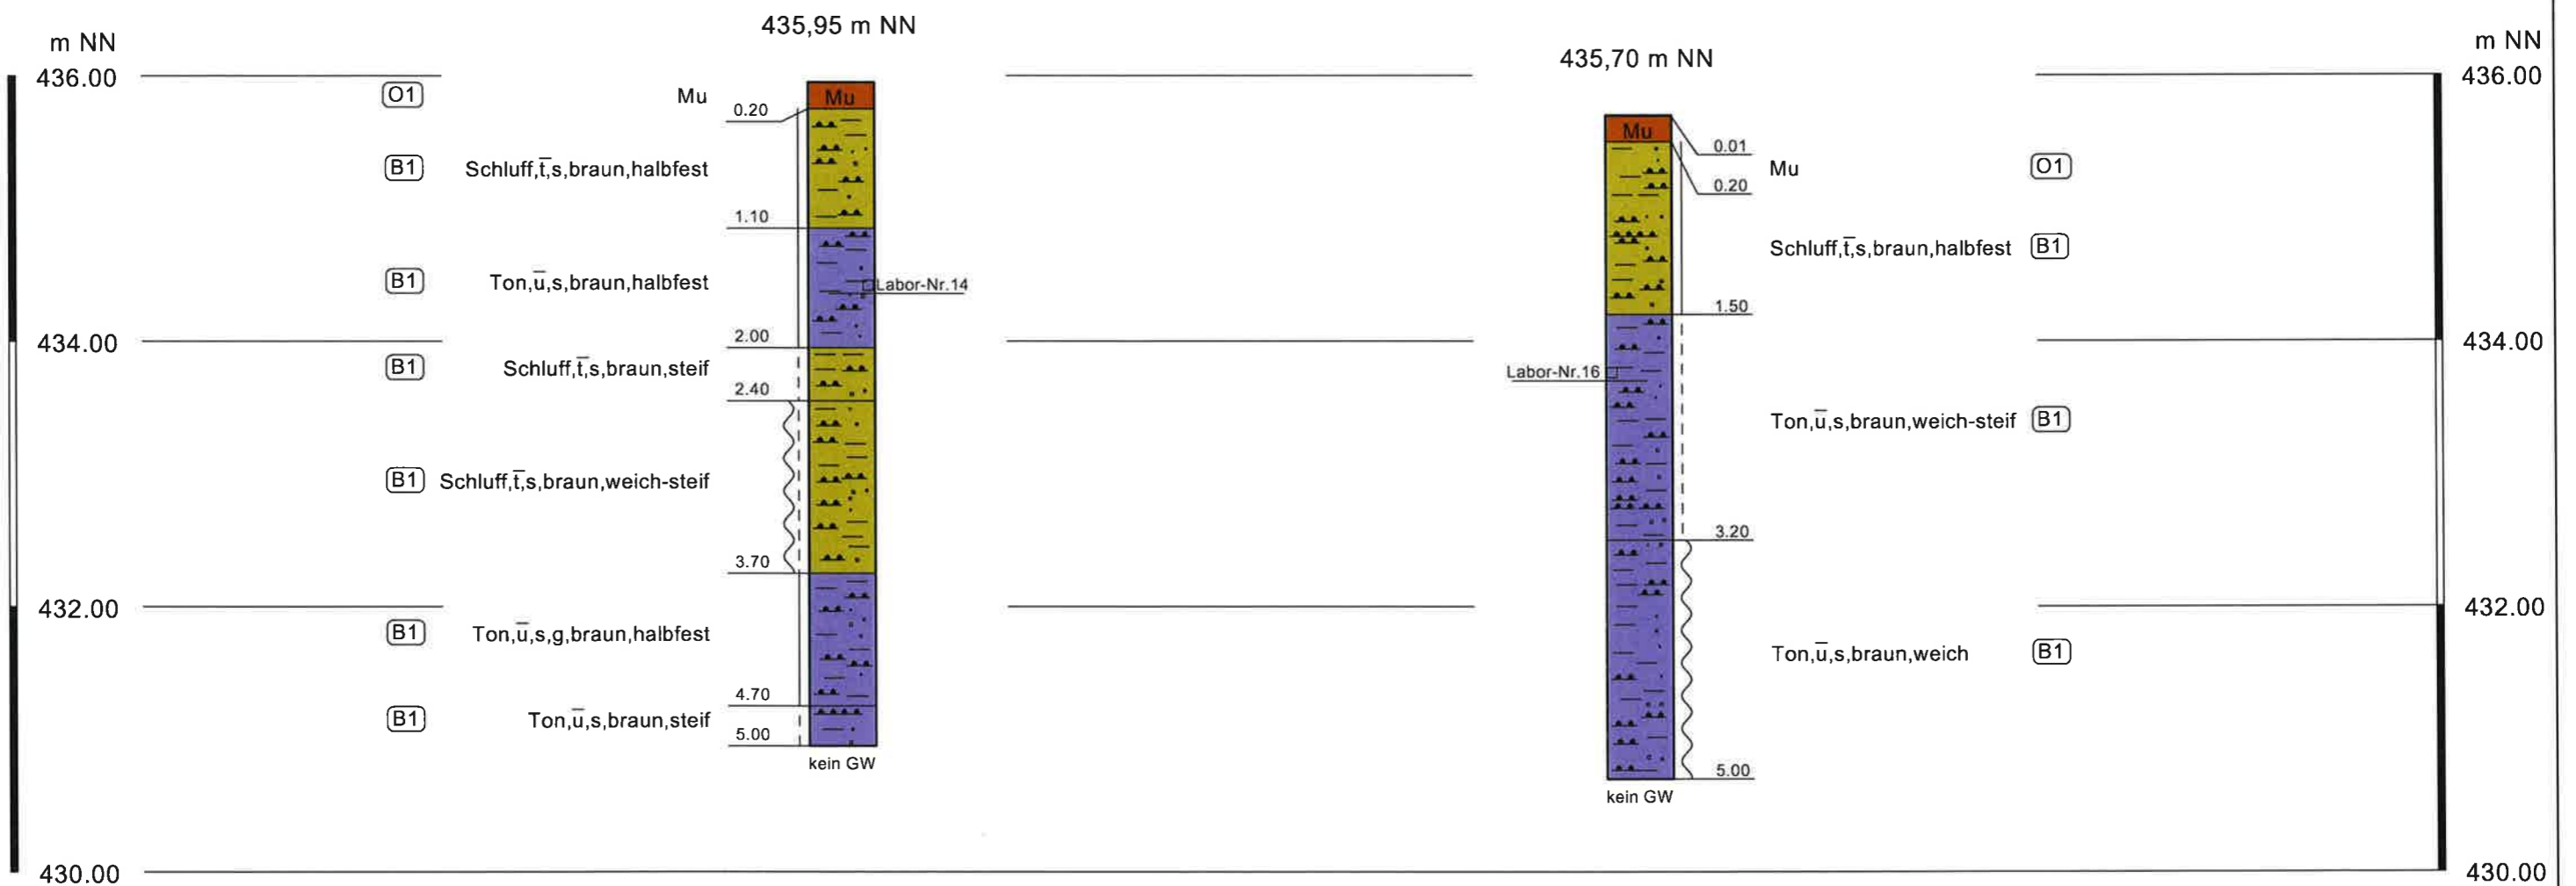 435,95 m NN
m NN
436.00
O1
Mu
Mu
0.20
B1
Schluff,t̅,s,braun,halbfest
1.10
B1
Ton,u̅,s,braun,halbfest
Labor-Nr.14
2.00
434.00
B1
Schluff,t̅,s,braun,steif
2.40
B1
Schluff,t̅,s,braun,weich-steif
3.70
432.00
B1
Ton,u̅,s,g,braun,halbfest
4.70
B1
Ton,u̅,s,braun,steif
5.00
kein GW
430.00
435,70 m NN
m NN
436.00
Mu
0.01
Mu
O1
0.20
Schluff,t̅,s,braun,halbfest
B1
1.50
434.00
Labor-Nr.16
Ton,u̅,s,braun,weich-steif
B1
3.20
432.00
Ton,u̅,s,braun,weich
B1
5.00
kein GW
430.00